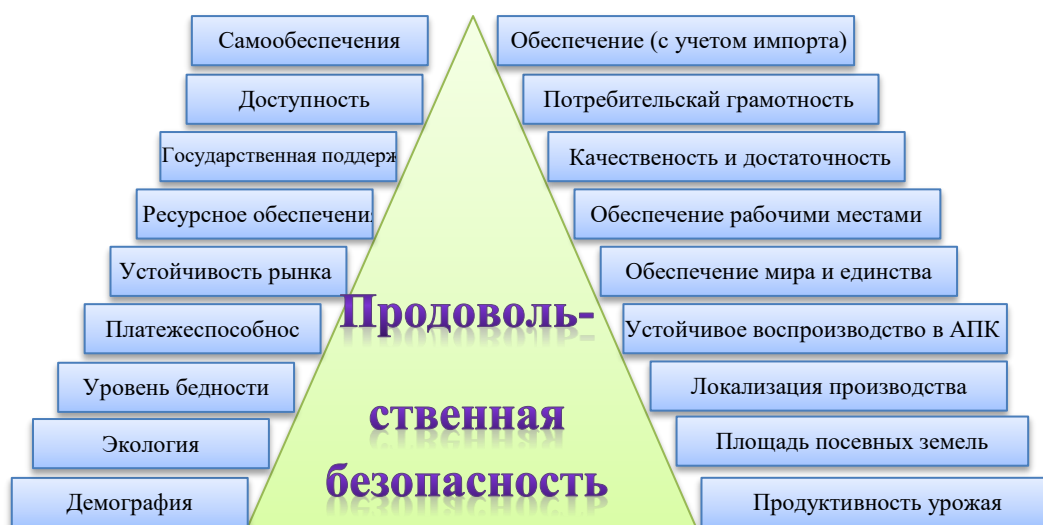 Самообеспечения
Обеспечение (с учетом импорта)
Доступность
Потребительскай грамотность
Государственная поддерж
Качественость и достаточность
Ресурсное обеспечени
Обеспечение рабочими местами
Устойчивость рынка
Обеспечение мира и единства
Платежеспособнос
Устойчивое воспроизводство в АПК
Уровень бедности
Локализация производства
Экология
Площадь посевных земель
Демография
Продуктивность урожая
Продоволь-
ственная
безопасность